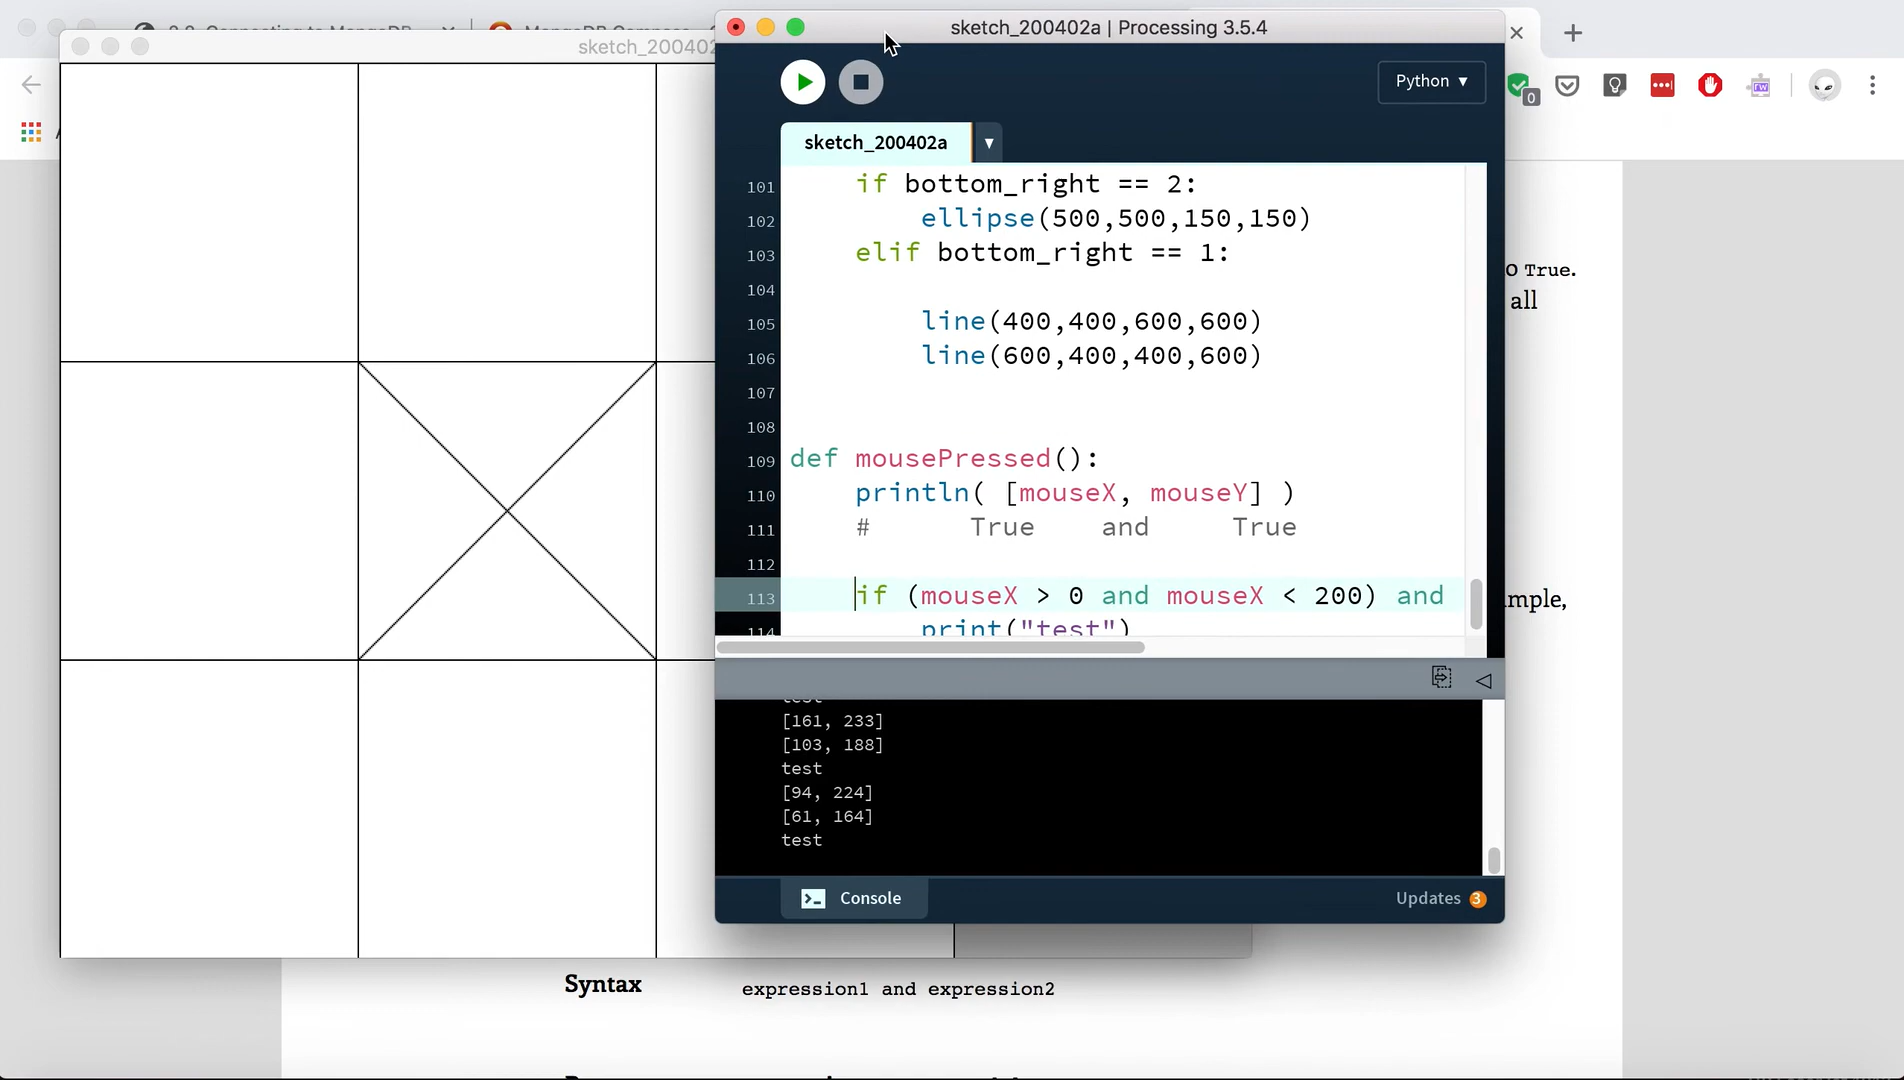 sketch_200402a | Processing 3.5.4
sketch_200402
Python ▼
0
rw
sketch_200402a
▼
101 if bottom_right == 2:
102 ellipse(500,500,150,150)
103 elif bottom_right == 1:
104
105 line(400,400,600,600)
106 line(600,400,400,600)
107
108
109 def mousePressed():
110 println( [mouseX, mouseY] )
111 # True and True
112
113 if (mouseX > 0 and mouseX < 200) and
114 print("test")
True.
all
test
[161, 233]
[103, 188]
test
[94, 224]
[61, 164]
test
Console
Updates 3
Syntax expression1 and expression2